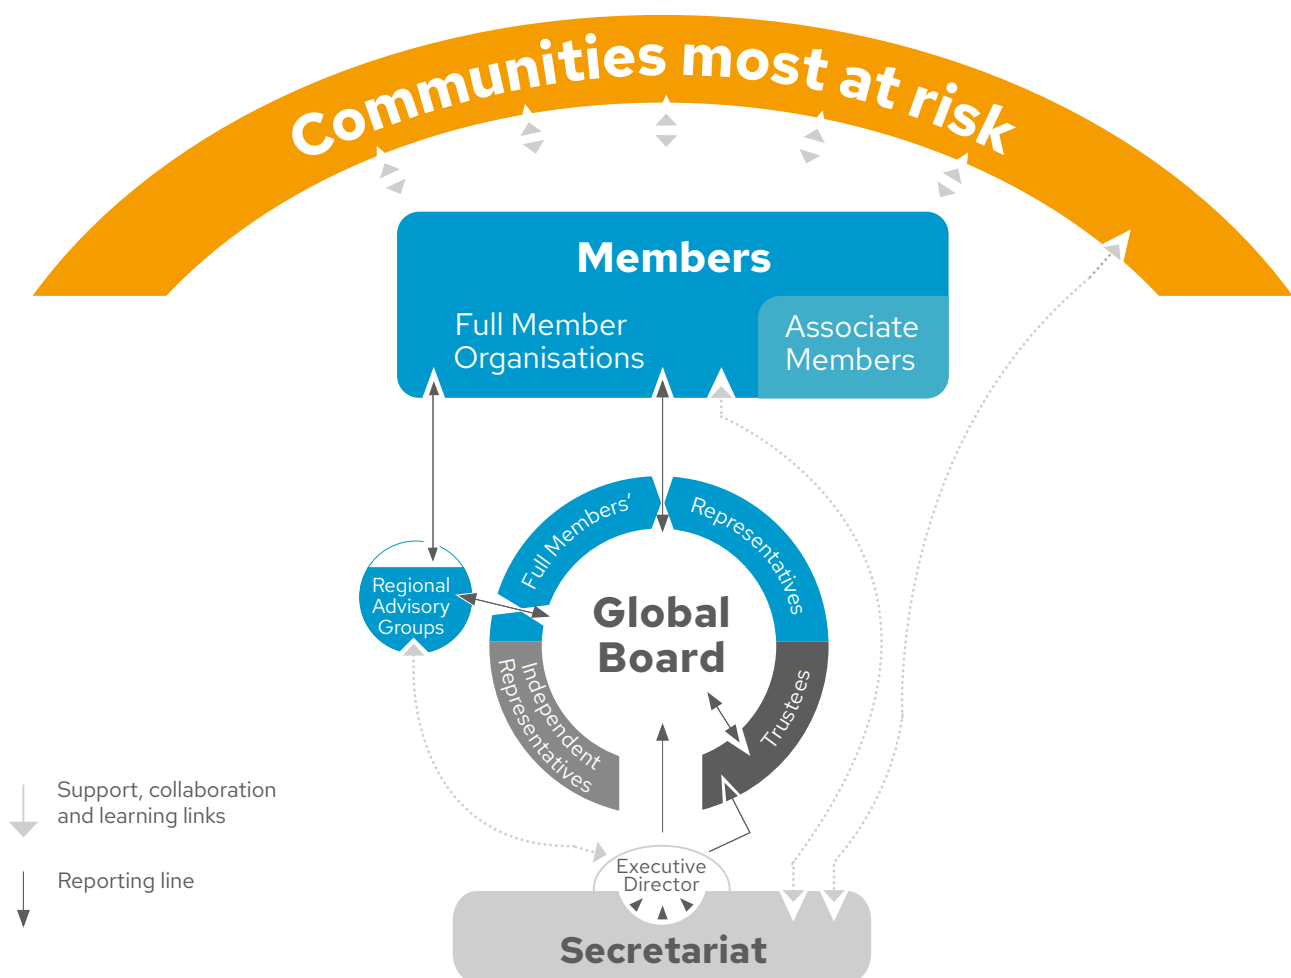 Communities most at risk
Members
Full Member
Organisations
Associate
Members
Full Members’
Representatives
Regional
Advisory
Groups
Global
Board
Independent
Representatives
Trustees
Support, collaboration
and learning links
Reporting line
Executive
Director
Secretariat